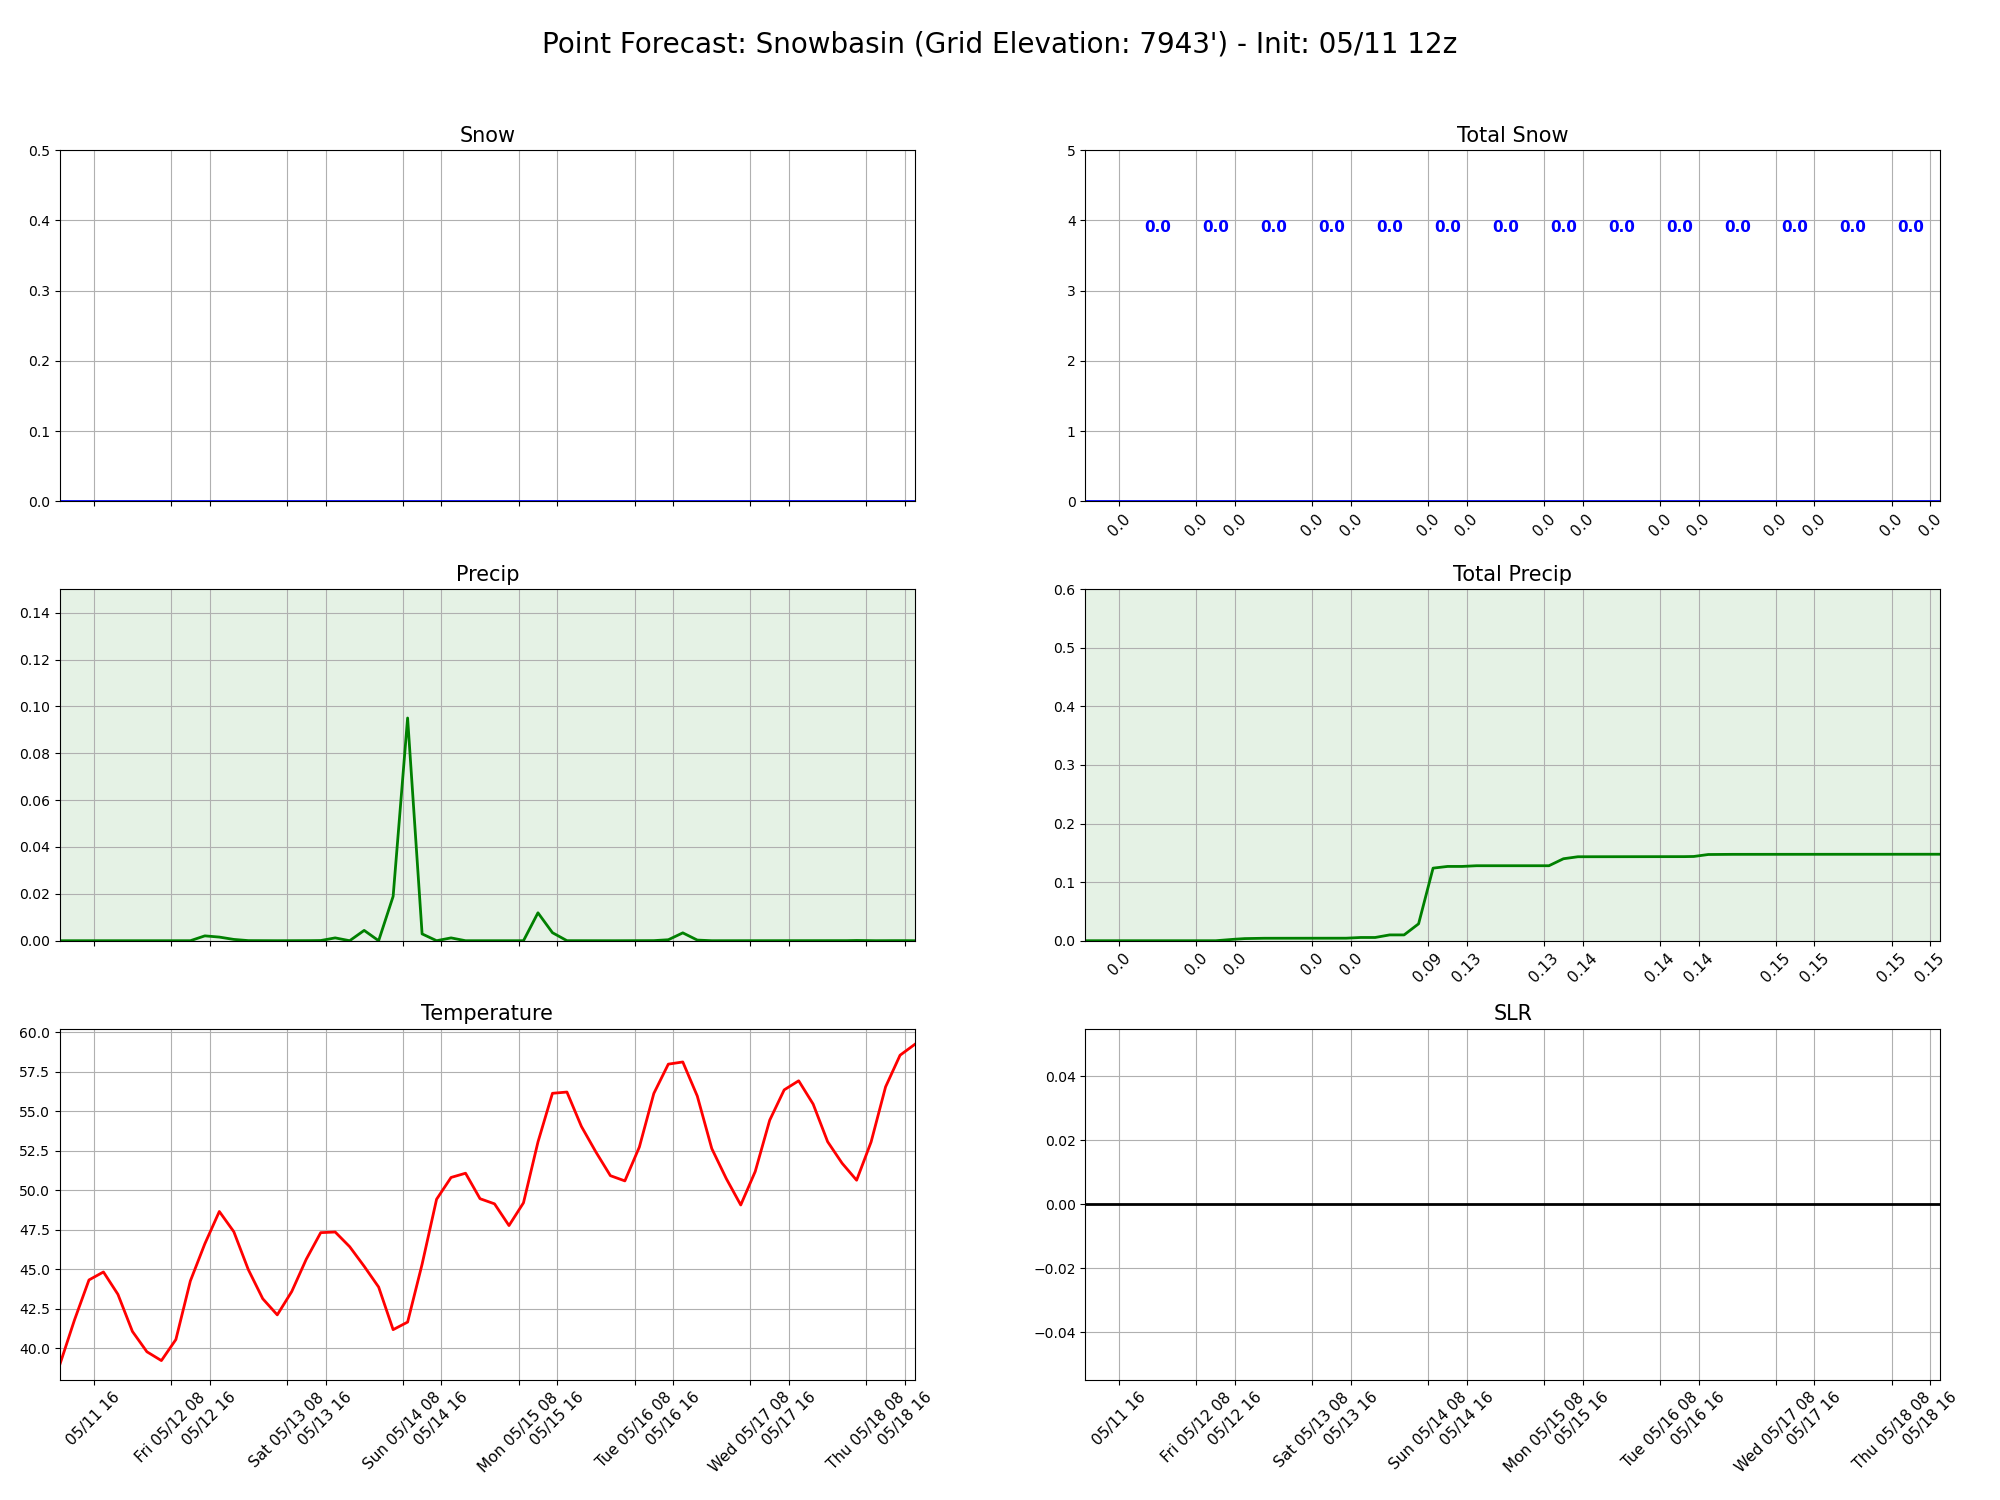 Point Forecast: Snowbasin (Grid Elevation: 7943') - Init: 05/11 12z
Snow
0.5
0.4
0.3
0.2
0.1
0.0
Total Snow
5
4
3
2
1
0
0.0 0.0 0.0 0.0 0.0 0.0 0.0 0.0 0.0 0.0 0.0 0.0 0.0 0.0
0.0 0.0 0.0 0.0 0.0 0.0 0.0 0.0 0.0 0.0 0.0 0.0 0.0 0.0 0.0
Precip
0.14
0.12
0.10
0.08
0.06
0.04
0.02
0.00
Total Precip
0.6
0.5
0.4
0.3
0.2
0.1
0.0
0.0 0.0 0.0 0.0 0.0 0.09 0.13 0.13 0.14 0.14 0.14 0.15 0.15 0.15 0.15
Temperature
60.0
57.5
55.0
52.5
50.0
47.5
45.0
42.5
40.0
05/11 16
Fri 05/12 08
05/12 16
Sat 05/13 08
05/13 16
Sun 05/14 08
05/14 16
Mon 05/15 08
05/15 16
Tue 05/16 08
05/16 16
Wed 05/17 08
05/17 16
Thu 05/18 08
05/18 16
SLR
0.04
0.02
0.00
−0.02
−0.04
05/11 16
Fri 05/12 08
05/12 16
Sat 05/13 08
05/13 16
Sun 05/14 08
05/14 16
Mon 05/15 08
05/15 16
Tue 05/16 08
05/16 16
Wed 05/17 08
05/17 16
Thu 05/18 08
05/18 16